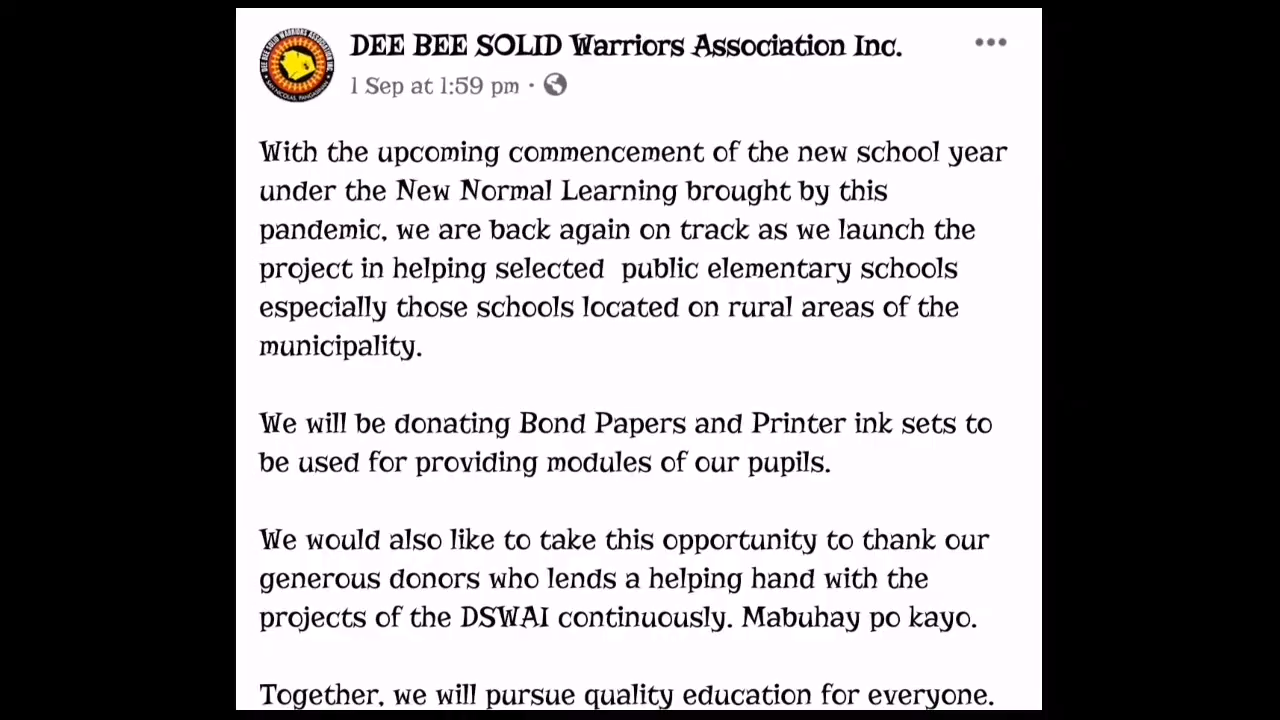 DEE BEE SOLID Warriors Association Inc.
1 Sep at 1:59 pm ·
With the upcoming commencement of the new school year
under the New Normal Learning brought by this
pandemic, we are back again on track as we launch the
project in helping selected public elementary schools
especially those schools located on rural areas of the
municipality.
We will be donating Bond Papers and Printer ink sets to
be used for providing modules of our pupils.
We would also like to take this opportunity to thank our
generous donors who lends a helping hand with the
projects of the DSWAI continuously. Mabuhay po kayo.
Together, we will pursue quality education for everyone.